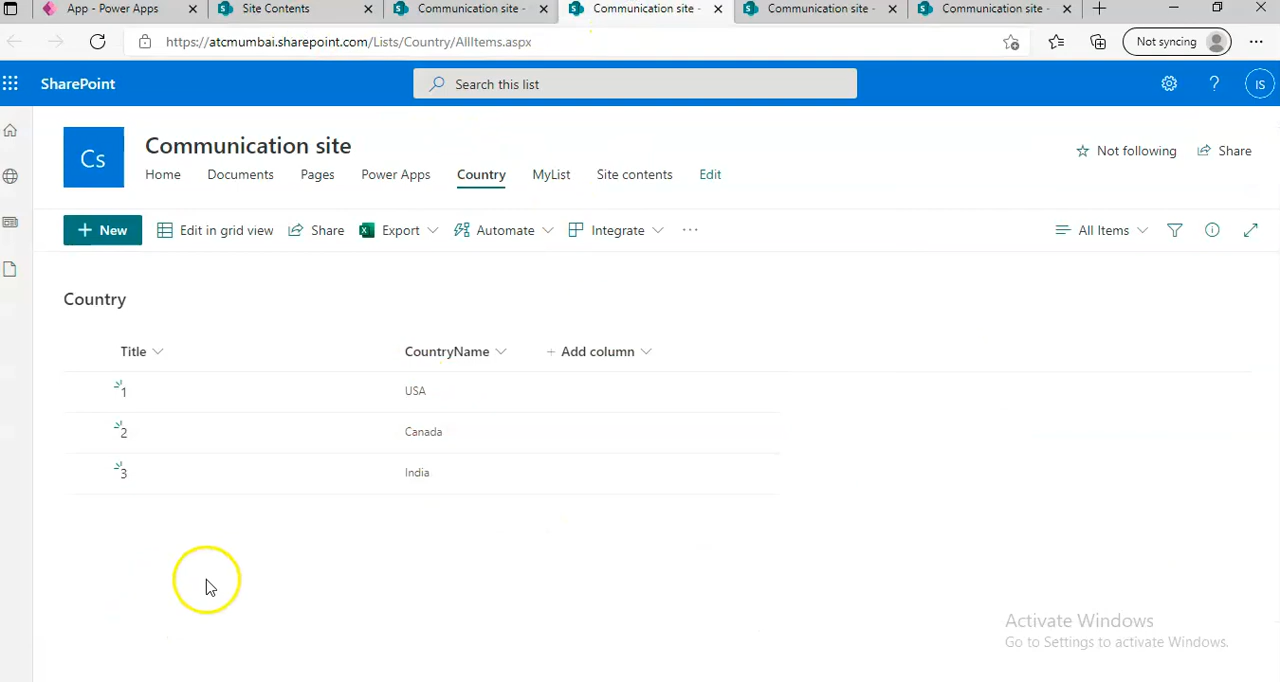 App - Power Apps
Site Contents
Communication site -
Communication site -
Communication site -
Communication site -
https://atcmumbai.sharepoint.com/Lists/Country/AllItems.aspx
Not syncing
SharePoint
Search this list
?
IS
Cs
Communication site
Home
Documents
Pages
Power Apps
Country
MyList
Site contents
Edit
Not following
Share
+ New
Edit in grid view
Share
Export
Automate
Integrate
...
All Items
Country
Title
CountryName
+ Add column
1
USA
2
Canada
3
India
Activate Windows
Go to Settings to activate Windows.